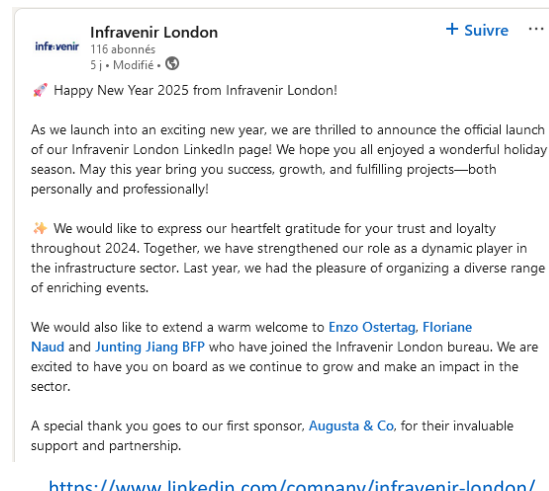 Infravenir London
+ Suivre ...
infravenir
116 abonnés
5 j • Modifié •
🚀 Happy New Year 2025 from Infravenir London!
As we launch into an exciting new year, we are thrilled to announce the official launch
of our Infravenir London LinkedIn page! We hope you all enjoyed a wonderful holiday
season. May this year bring you success, growth, and fulfilling projects—both
personally and professionally!
✨ We would like to express our heartfelt gratitude for your trust and loyalty
throughout 2024. Together, we have strengthened our role as a dynamic player in
the infrastructure sector. Last year, we had the pleasure of organizing a diverse range
of enriching events.
We would also like to extend a warm welcome to Enzo Ostertag, Floriane
Naud and Junting Jiang BFP who have joined the Infravenir London bureau. We are
excited to have you on board as we continue to grow and make an impact in the
sector.
A special thank you goes to our first sponsor, Augusta & Co, for their invaluable
support and partnership.
https://www.linkedin.com/company/infravenir-london/